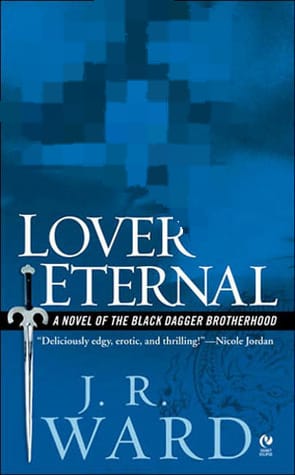 LOVER
ETERNAL
A NOVEL OF THE BLACK DAGGER BROTHERHOOD
"Deliciously edgy, erotic, and thrilling!"—Nicole Jordan
J. R.
WARD